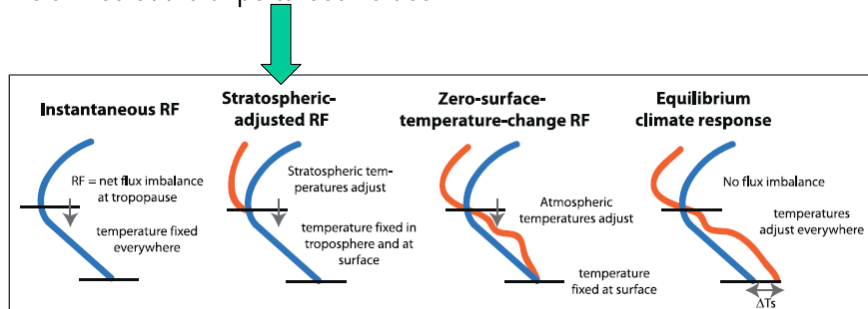 Instantaneous RF
RF = net flux imbalance
at tropopause
temperature fixed
everywhere
Stratospheric-
adjusted RF
Stratospheric tem-
peratures adjust
temperature fixed in
troposphere and at
surface
Zero-surface-
temperature-change RF
Atmospheric
temperatures adjust
temperature
fixed at surface
Equilibrium
climate response
No flux imbalance
temperatures
adjust everywhere
ΔTs